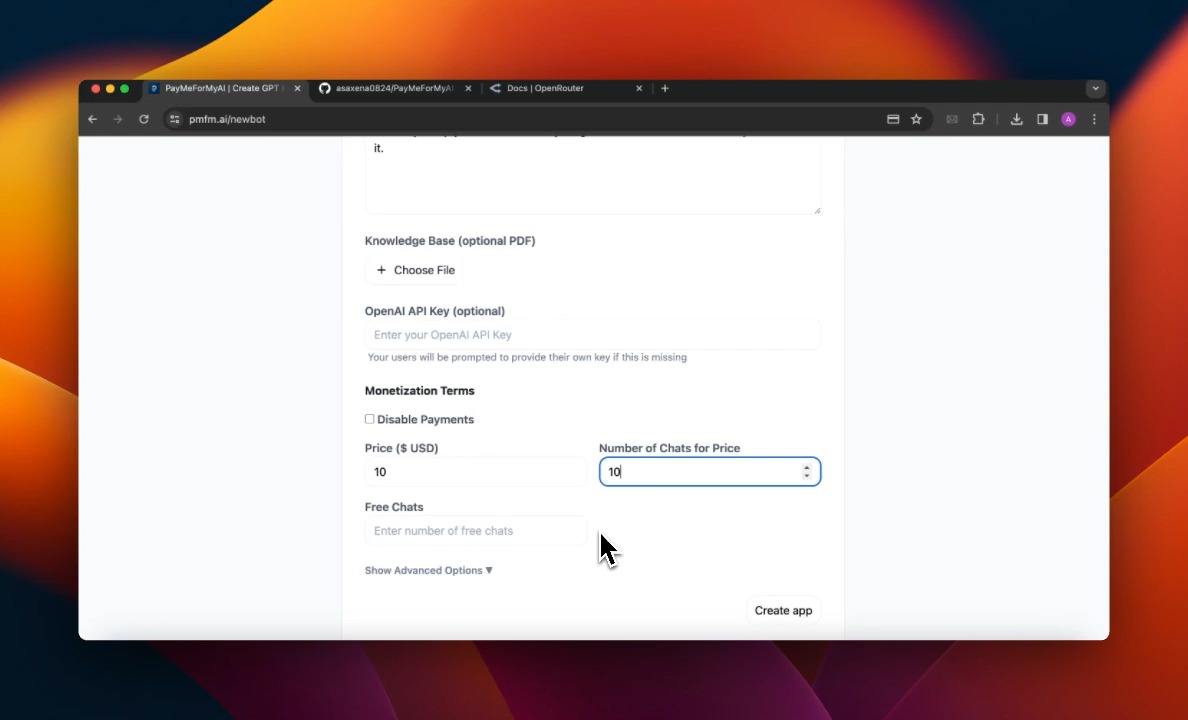 PayMeForMyAI | Create GPT
asaxena0824/PayMeForMyAI
Docs | OpenRouter
pmfm.ai/newbot
A
it.
Knowledge Base (optional PDF)
+ Choose File
OpenAI API Key (optional)
Enter your OpenAI API Key
Your users will be prompted to provide their own key if this is missing
Monetization Terms
Disable Payments
Price ($ USD)
Number of Chats for Price
10
10
Free Chats
Enter number of free chats
Show Advanced Options ▼
Create app